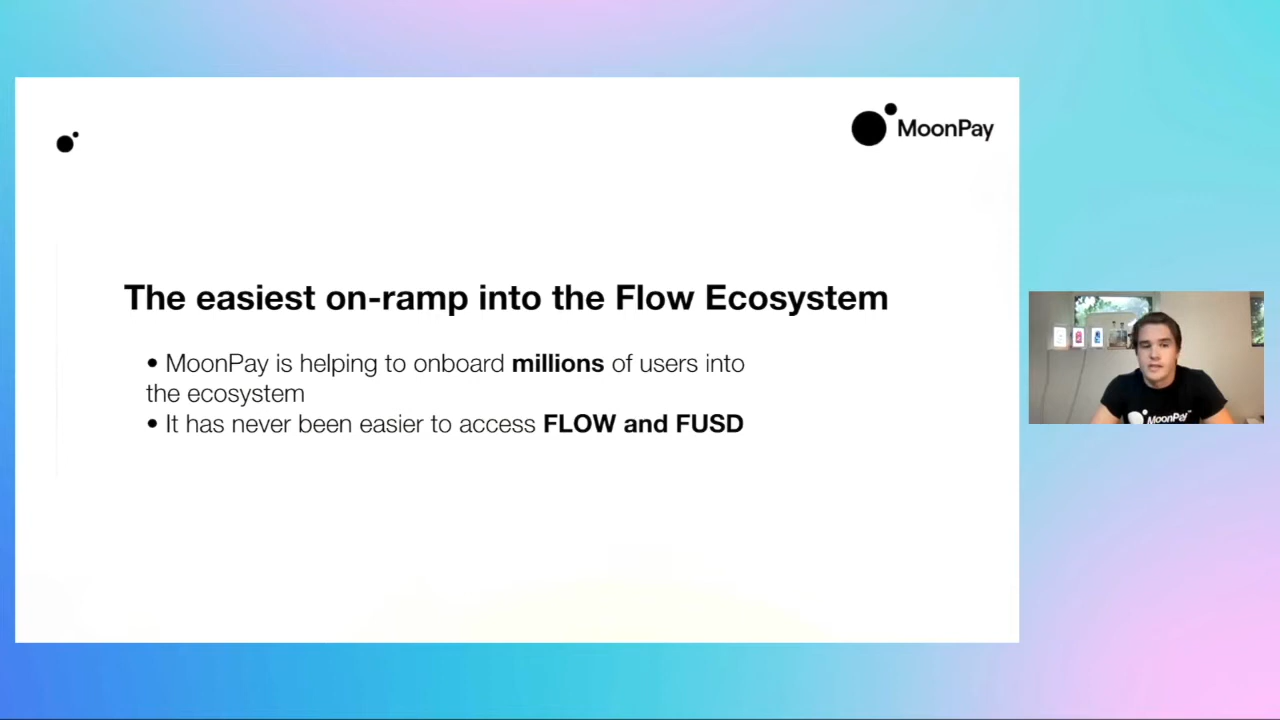 MoonPay
The easiest on-ramp into the Flow Ecosystem
• MoonPay is helping to onboard millions of users into
the ecosystem
• It has never been easier to access FLOW and FUSD
MoonPay